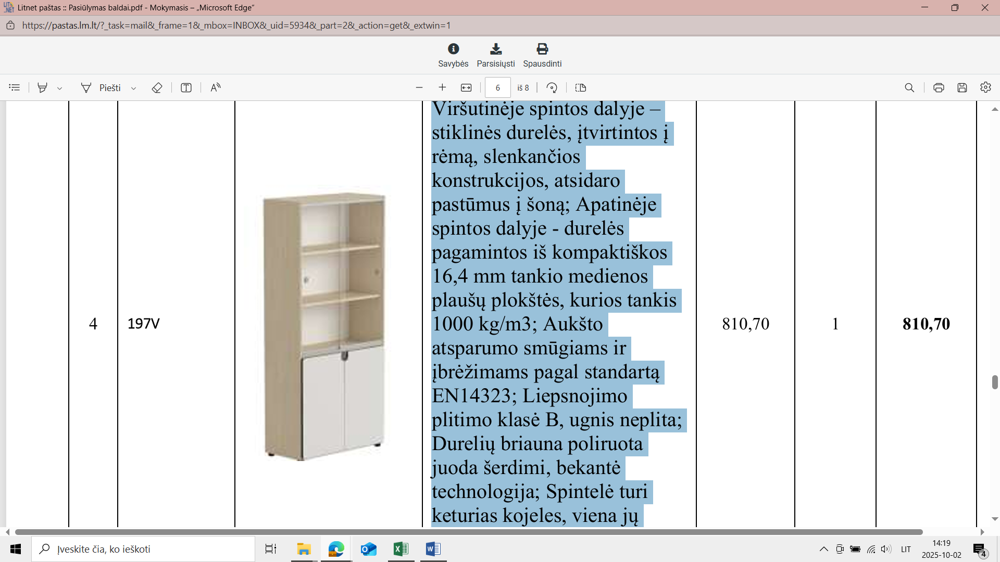 Litnet paštas :: Pasiūlymas baldai.pdf - Mokymasis – „Microsoft Edge“
https://pastas.lm.lt/?_task=mail&_frame=1&_mbox=INBOX&_uid=5934&_part=2&_action=get&_extwin=1
Savybės Parsisiųsti Spausdinti
Piešti 6 iš 8
Viršutinėje spintos dalyje –
stiklinės durelės, įtvirtintos į
rėmą, slenkančios
konstrukcijos, atsidaro
pastūmus į šoną; Apatinėje
spintos dalyje - durelės
pagamintos iš kompaktiškos
16,4 mm tankio medienos
plaušų plokštės, kurios tankis
4 197V 1000 kg/m3; Aukšto 810,70 1 810,70
atsparumo smūgiams ir
įbrėžimams pagal standartą
EN14323; Liepsnojimo
plitimo klasė B, ugnis neplita;
Durelių briauna poliruota
juoda šerdimi, bekantė
technologija; Spintelė turi
keturias kojeles, viena jų
Įveskite čia, ko ieškoti
LIT
14:19
2025-10-02
4